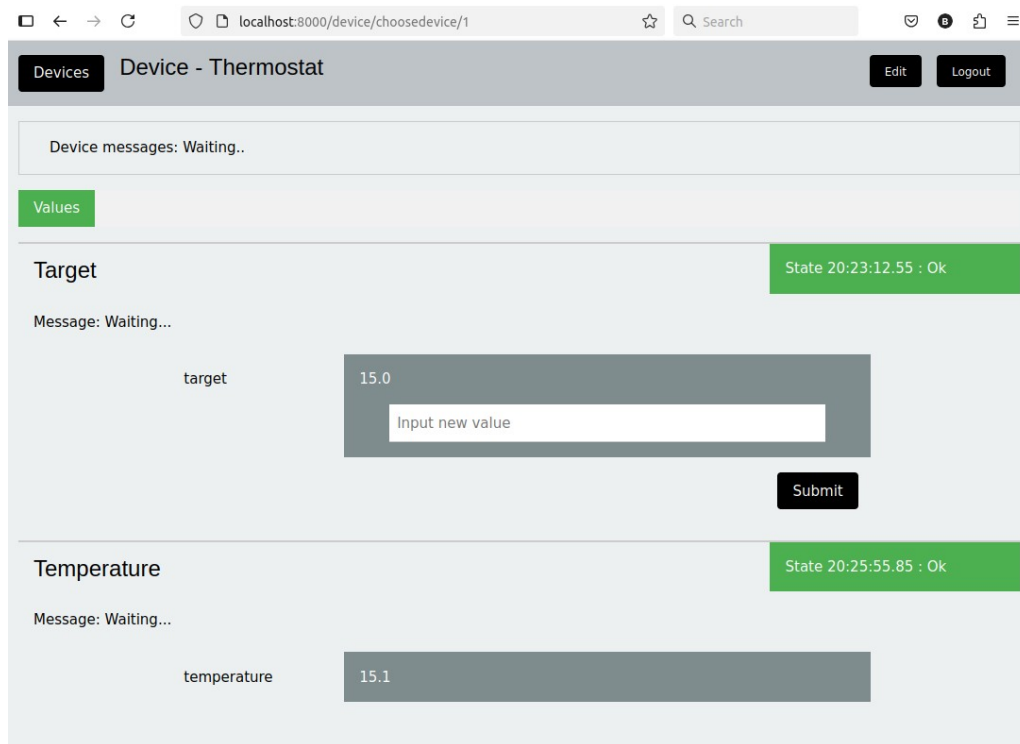 localhost:8000/device/choosedevice/1
Search
B
Devices
Device - Thermostat
Edit
Logout
Device messages: Waiting..
Values
Target
State 20:23:12.55 : Ok
Message: Waiting...
target
15.0
Input new value
Submit
Temperature
State 20:25:55.85 : Ok
Message: Waiting...
temperature
15.1